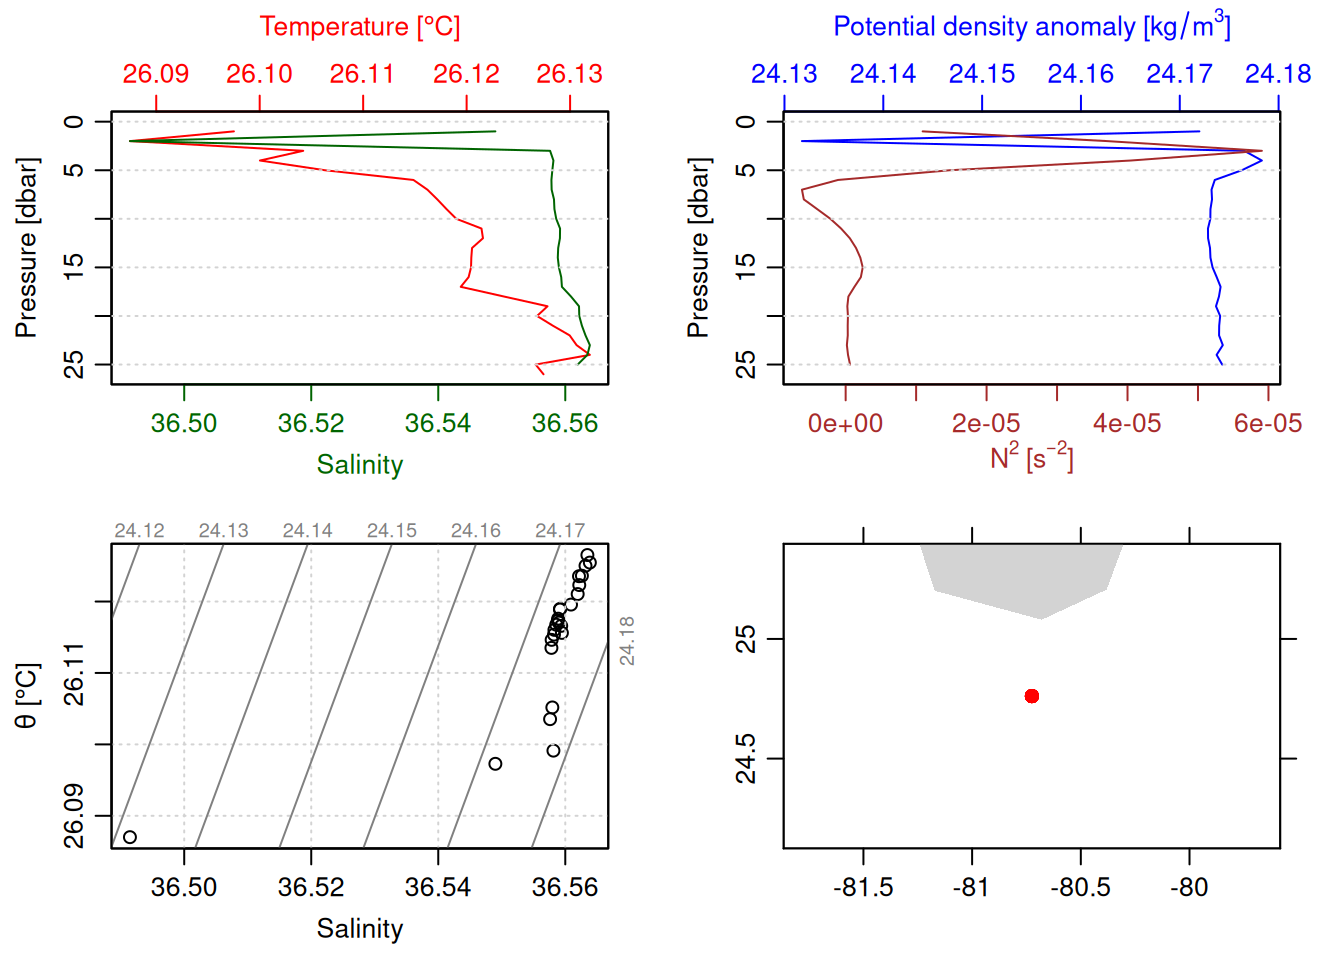 Temperature [°C]
26.09 26.10 26.11 26.12 26.13
Pressure [dbar]
0
5
15
25
36.50 36.52 36.54 36.56
Salinity
Potential density anomaly [kg/m³]
24.13 24.14 24.15 24.16 24.17 24.18
Pressure [dbar]
0
5
15
25
0e+00 2e-05 4e-05 6e-05
N² [s⁻²]
24.12 24.13 24.14 24.15 24.16 24.17
24.18
θ [°C]
26.11
26.09
36.50 36.52 36.54 36.56
Salinity
25
24.5
-81.5 -81 -80.5 -80